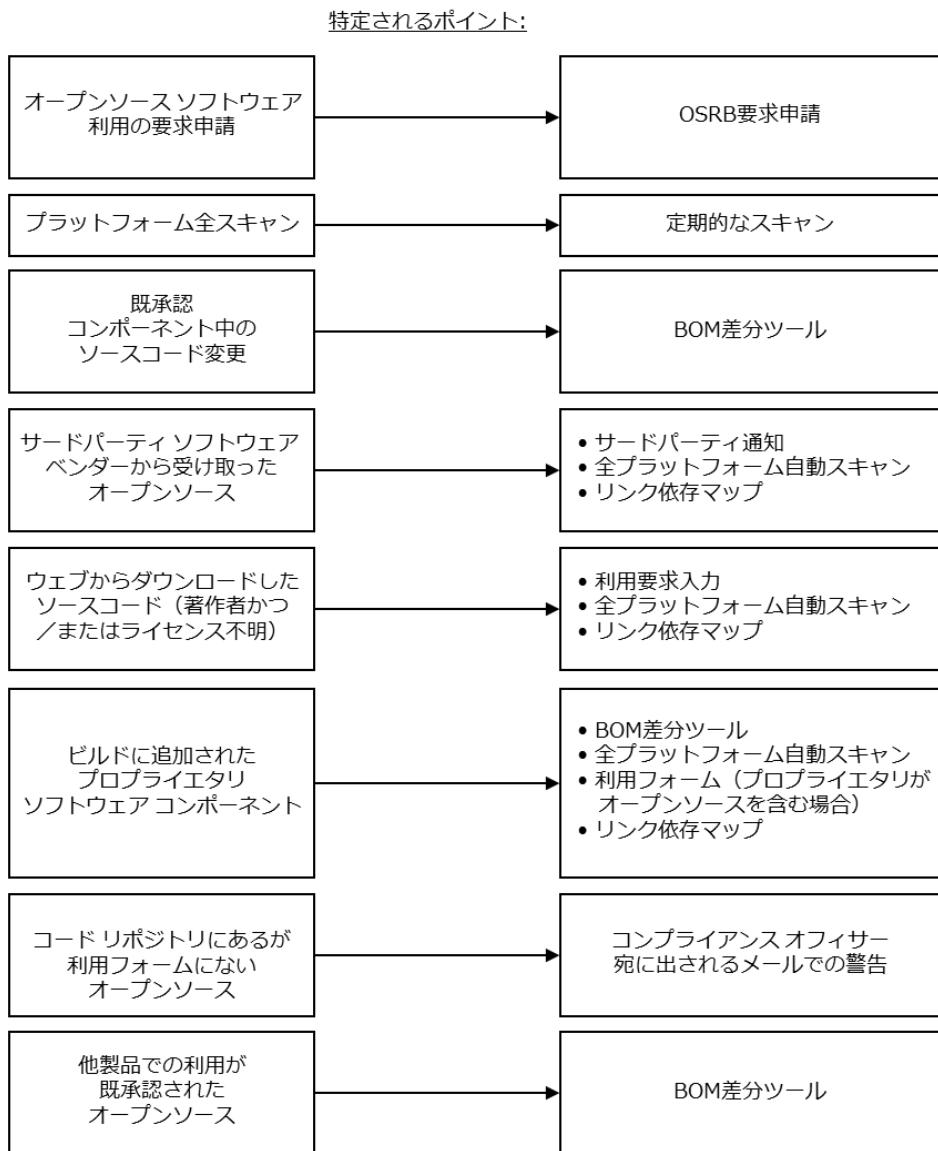 特定されるポイント:
オープンソース ソフトウェア
利用の要求申請
OSRB要求申請
プラットフォーム全スキャン
定期的なスキャン
既承認
コンポーネント中の
ソースコード変更
BOM差分ツール
サードパーティ ソフトウェア
ベンダーから受け取った
オープンソース
• サードパーティ通知
• 全プラットフォーム自動スキャン
• リンク依存マップ
ウェブからダウンロードした
ソースコード（著作者かつ
／またはライセンス不明）
• 利用要求入力
• 全プラットフォーム自動スキャン
• リンク依存マップ
ビルドに追加された
プロプライエタリ
ソフトウェア コンポーネント
• BOM差分ツール
• 全プラットフォーム自動スキャン
• 利用フォーム（プロプライエタリが
オープンソースを含む場合）
• リンク依存マップ
コード リポジトリにあるが
利用フォームにない
オープンソース
コンプライアンス オフィサー
宛に出されるメールでの警告
他製品での利用が
既承認された
オープンソース
BOM差分ツール